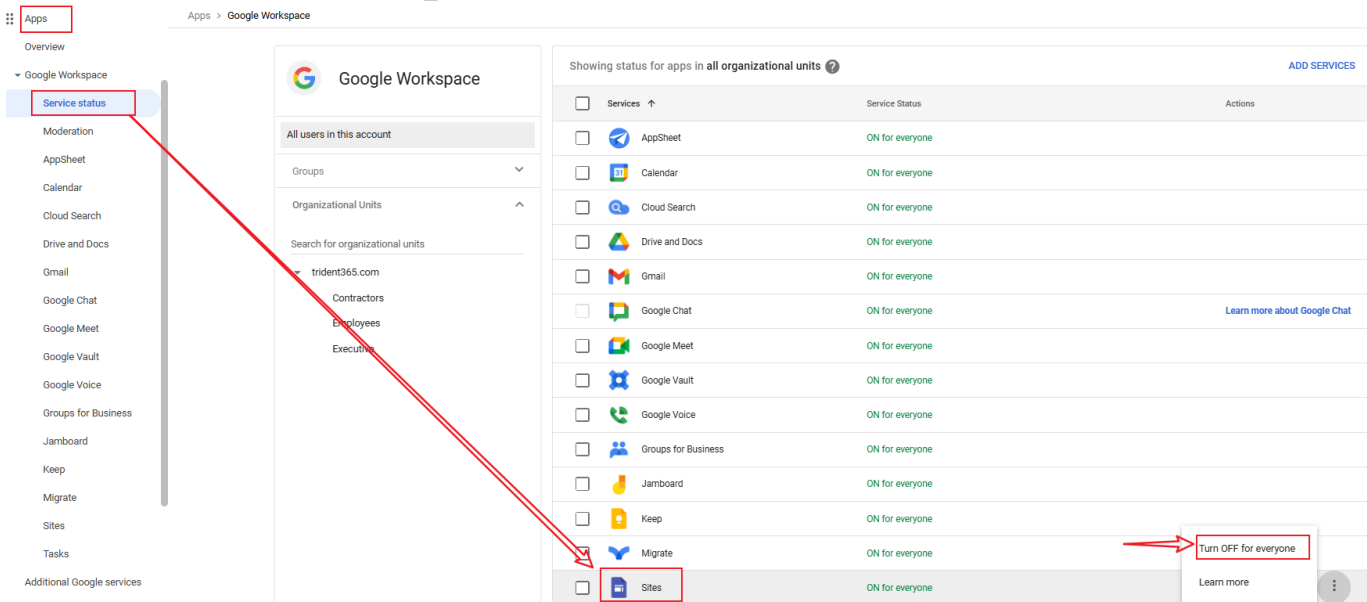 Apps
Overview
Google Workspace
Service status
Moderation
AppSheet
Calendar
Cloud Search
Drive and Docs
Gmail
Google Chat
Google Meet
Google Vault
Google Voice
Groups for Business
Jamboard
Keep
Migrate
Sites
Tasks
Additional Google services
Apps > Google Workspace
Google Workspace
All users in this account
Groups
Organizational Units
Search for organizational units
trident365.com
Contractors
Employees
Executive
Showing status for apps in all organizational units ?
ADD SERVICES
Services ↑ Service Status Actions
AppSheet ON for everyone
31 Calendar ON for everyone
Cloud Search ON for everyone
Drive and Docs ON for everyone
Gmail ON for everyone
Google Chat ON for everyone Learn more about Google Chat
Google Meet ON for everyone
Google Vault ON for everyone
Google Voice ON for everyone
Groups for Business ON for everyone
Jamboard ON for everyone
Keep ON for everyone
Migrate ON for everyone
Sites ON for everyone
Turn OFF for everyone
Learn more